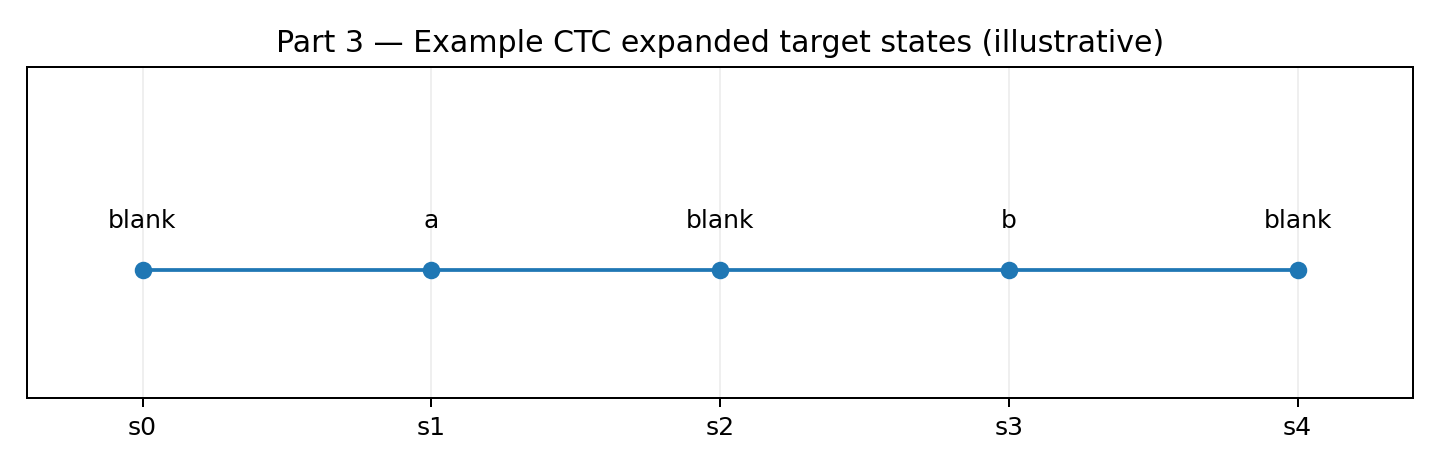 Part 3 — Example CTC expanded target states (illustrative)
blank a blank b blank
s0 s1 s2 s3 s4